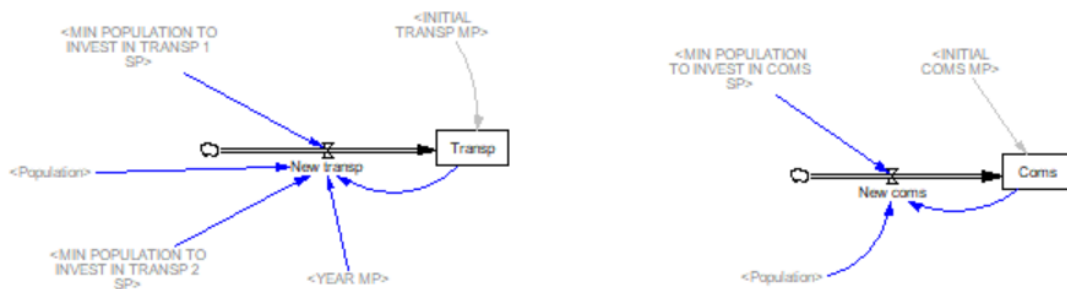 <MIN POPULATION TO
INVEST IN TRANSP 1
SP>
<INITIAL
TRANSP MP>
Transp
New transp
<Population>
<MIN POPULATION TO
INVEST IN TRANSP 2
SP>
<YEAR MP>
<MIN POPULATION
TO INVEST IN COMS
SP>
<INITIAL
COMS MP>
Coms
New coms
<Population>